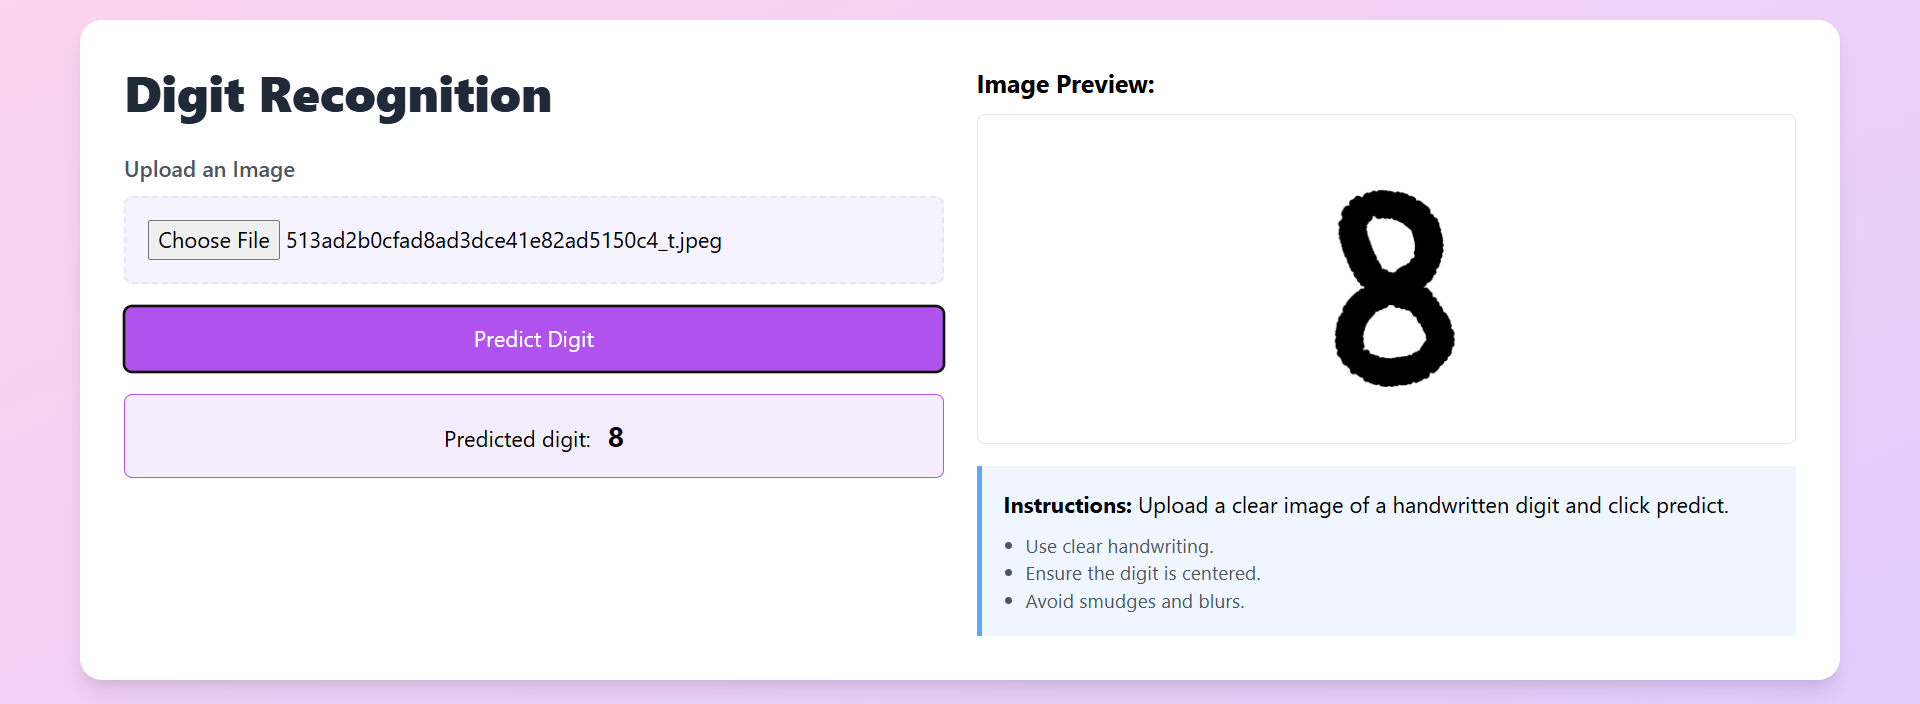 Digit Recognition
Upload an Image
Choose File 513ad2b0cfad8ad3dce41e82ad5150c4_t.jpeg
Predict Digit
Predicted digit: 8
Image Preview:
8
Instructions: Upload a clear image of a handwritten digit and click predict.
• Use clear handwriting.
• Ensure the digit is centered.
• Avoid smudges and blurs.